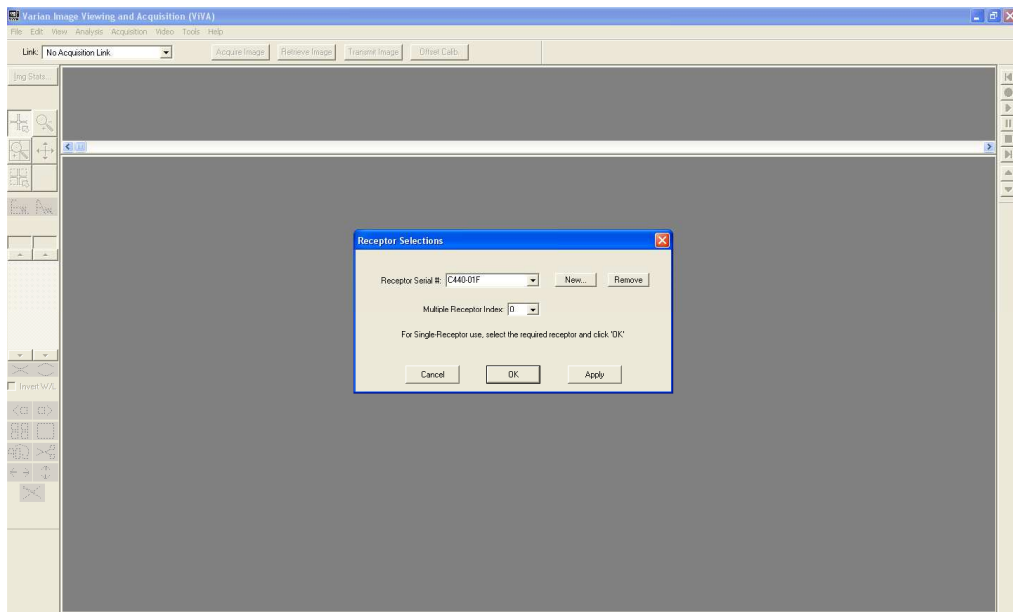 Varian Image Viewing and Acquisition (ViVA)
File Edit View Analysis Acquisition Video Tools Help
Link: No Acquisition Link Acquire Image Retrieve Image Transmit Image Offset Calib.
Img Stats...
Receptor Selections
Receptor Serial #: C440-01F New... Remove
Multiple Receptor Index: 0
For Single-Receptor use, select the required receptor and click 'OK'
Cancel OK Apply
Invert W/L